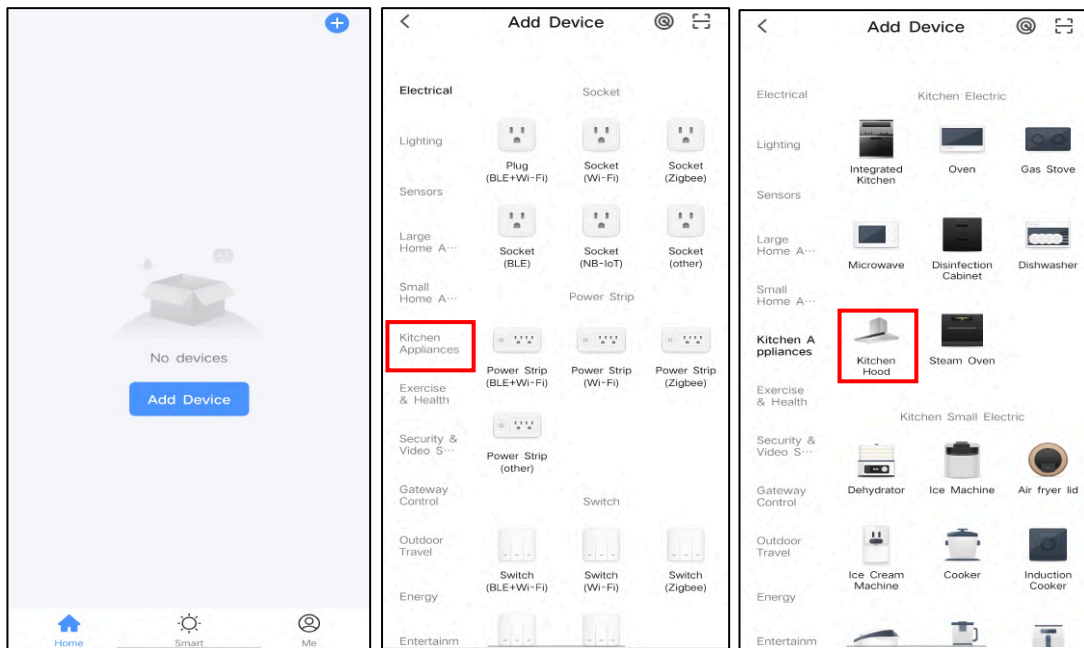 No devices
Add Device
Home
Smart
Me
Add Device
Electrical
Lighting
Sensors
Large
Home A···
Small
Home A···
Kitchen
Appliances
Exercise
& Health
Security &
Video S···
Gateway
Control
Outdoor
Travel
Energy
Entertainm
Socket
Plug
(BLE+Wi-Fi)
Socket
(Wi-Fi)
Socket
(Zigbee)
Socket
(BLE)
Socket
(NB-IoT)
Socket
(other)
Power Strip
Power Strip
(BLE+Wi-Fi)
Power Strip
(Wi-Fi)
Power Strip
(Zigbee)
Power Strip
(other)
Switch
Switch
(BLE+Wi-Fi)
Switch
(Wi-Fi)
Switch
(Zigbee)
Add Device
Electrical
Lighting
Sensors
Large
Home A···
Small
Home A···
Kitchen A
ppliances
Exercise
& Health
Security &
Video S···
Gateway
Control
Outdoor
Travel
Energy
Entertainm
Kitchen Electric
Integrated
Kitchen
Oven
Gas Stove
Microwave
Disinfection
Cabinet
Dishwasher
Kitchen
Hood
Steam Oven
Kitchen Small Electric
Dehydrator
Ice Machine
Air fryer lid
Ice Cream
Machine
Cooker
Induction
Cooker